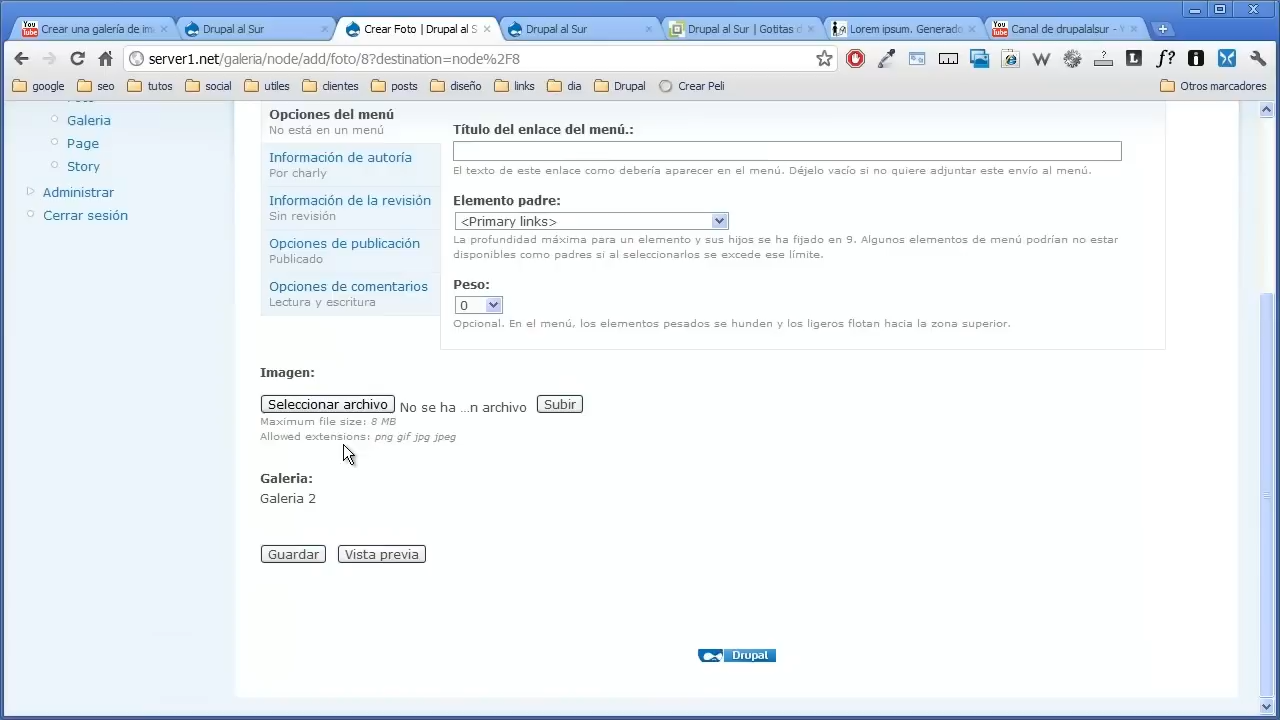 Crear una galería de im
Drupal al Sur
Crear Foto | Drupal al S
Drupal al Sur
Drupal al Sur | Gotitas d
Lorem ipsum. Generado
Canal de drupalalsur - Y
server1.net/galeria/node/add/foto/8?destination=node%2F8
google seo tutos social utiles clientes posts diseño links dia Drupal Crear Peli Otros marcadores
Galeria
Page
Story
Administrar
Cerrar sesión
Opciones del menú
No está en un menú
Información de autoría
Por charly
Información de la revisión
Sin revisión
Opciones de publicación
Publicado
Opciones de comentarios
Lectura y escritura
Título del enlace del menú.:
El texto de este enlace como debería aparecer en el menú. Déjelo vacío si no quiere adjuntar este envío al menú.
Elemento padre:
<Primary links>
La profundidad máxima para un elemento y sus hijos se ha fijado en 9. Algunos elementos de menú podrían no estar
disponibles como padres si al seleccionarlos se excede ese límite.
Peso:
0
Opcional. En el menú, los elementos pesados se hunden y los ligeros flotan hacia la zona superior.
Imagen:
Seleccionar archivo No se ha ...n archivo Subir
Maximum file size: 8 MB
Allowed extensions: png gif jpg jpeg
Galeria:
Galeria 2
Guardar Vista previa
Drupal